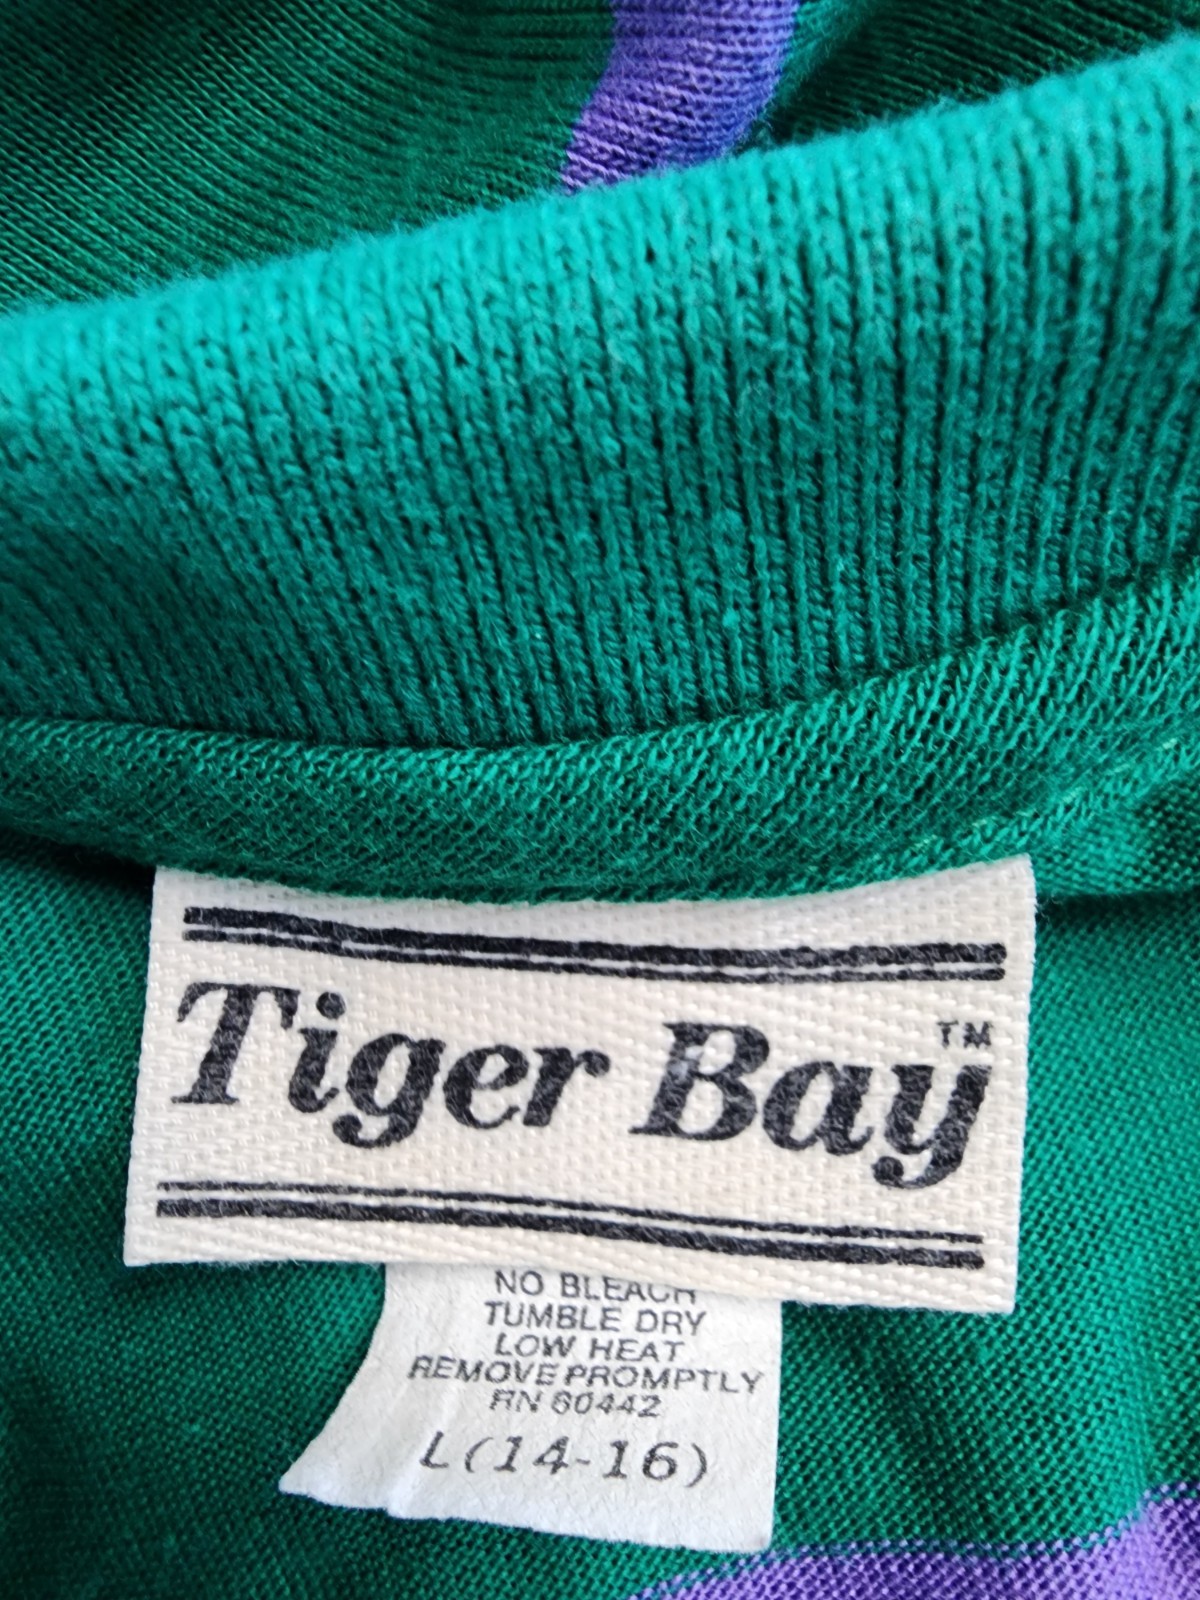 Tiger Bay™
NO BLEACH
TUMBLE DRY
LOW HEAT
REMOVE PROMPTLY
RN 60442
L(14-16)